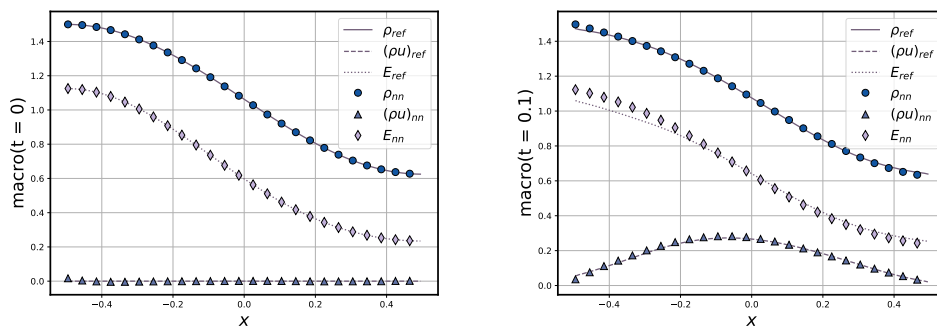 macro(t = 0)
1.4
1.2
1.0
0.8
0.6
0.4
0.2
0.0
−0.4
−0.2
0.0
0.2
0.4
x
ρref
(ρu)ref
Eref
ρnn
(ρu)nn
Enn
macro(t = 0.1)
1.4
1.2
1.0
0.8
0.6
0.4
0.2
0.0
−0.4
−0.2
0.0
0.2
0.4
x
ρref
(ρu)ref
Eref
ρnn
(ρu)nn
Enn